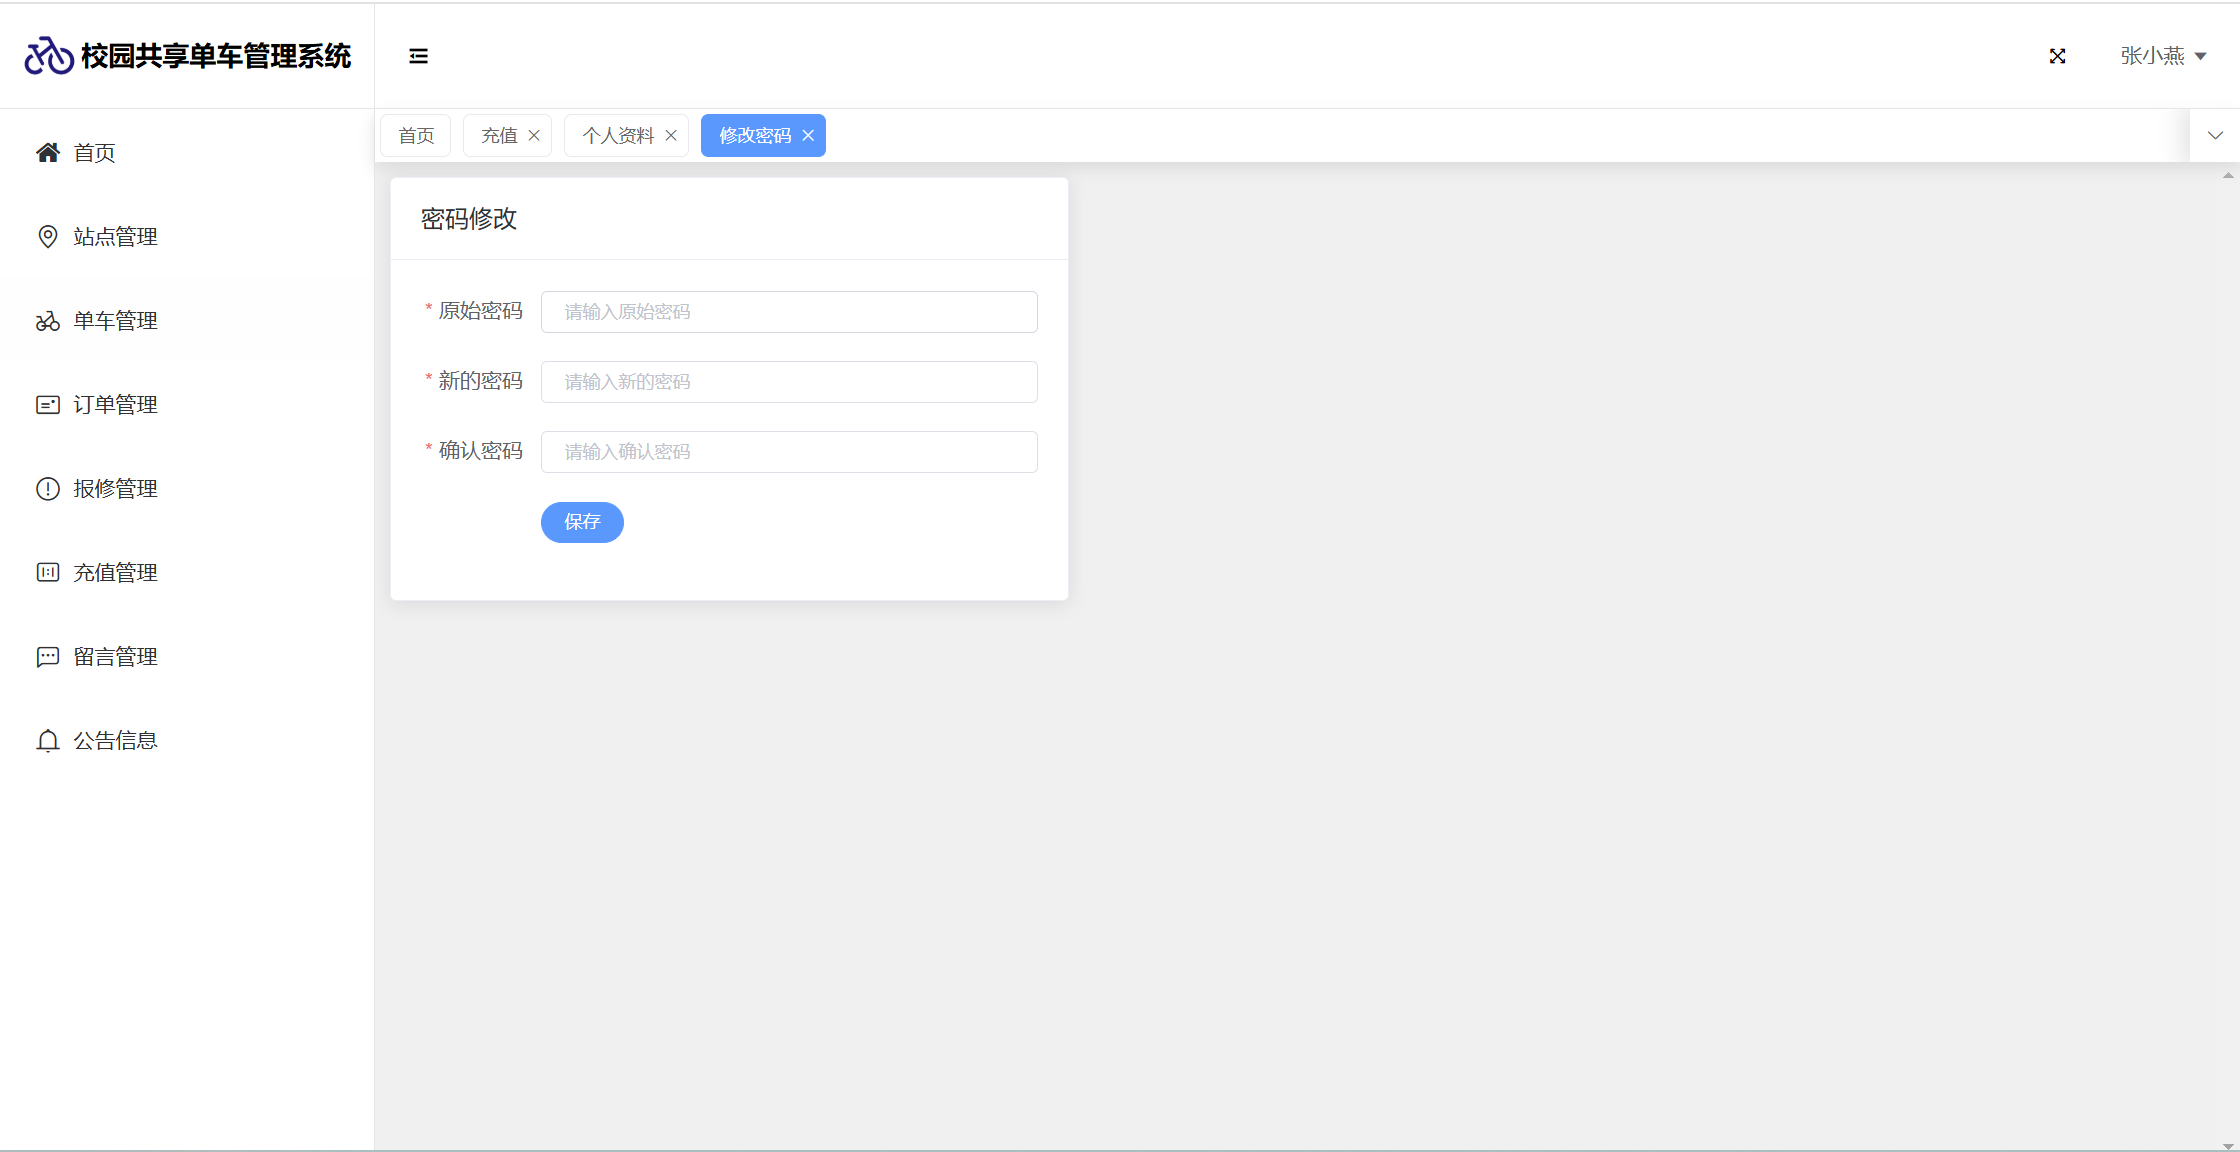 校园共享单车管理系统
张小燕
首页
充值
个人资料
修改密码
首页
站点管理
单车管理
订单管理
报修管理
充值管理
留言管理
公告信息
密码修改
* 原始密码 请输入原始密码
* 新的密码 请输入新的密码
* 确认密码 请输入确认密码
保存